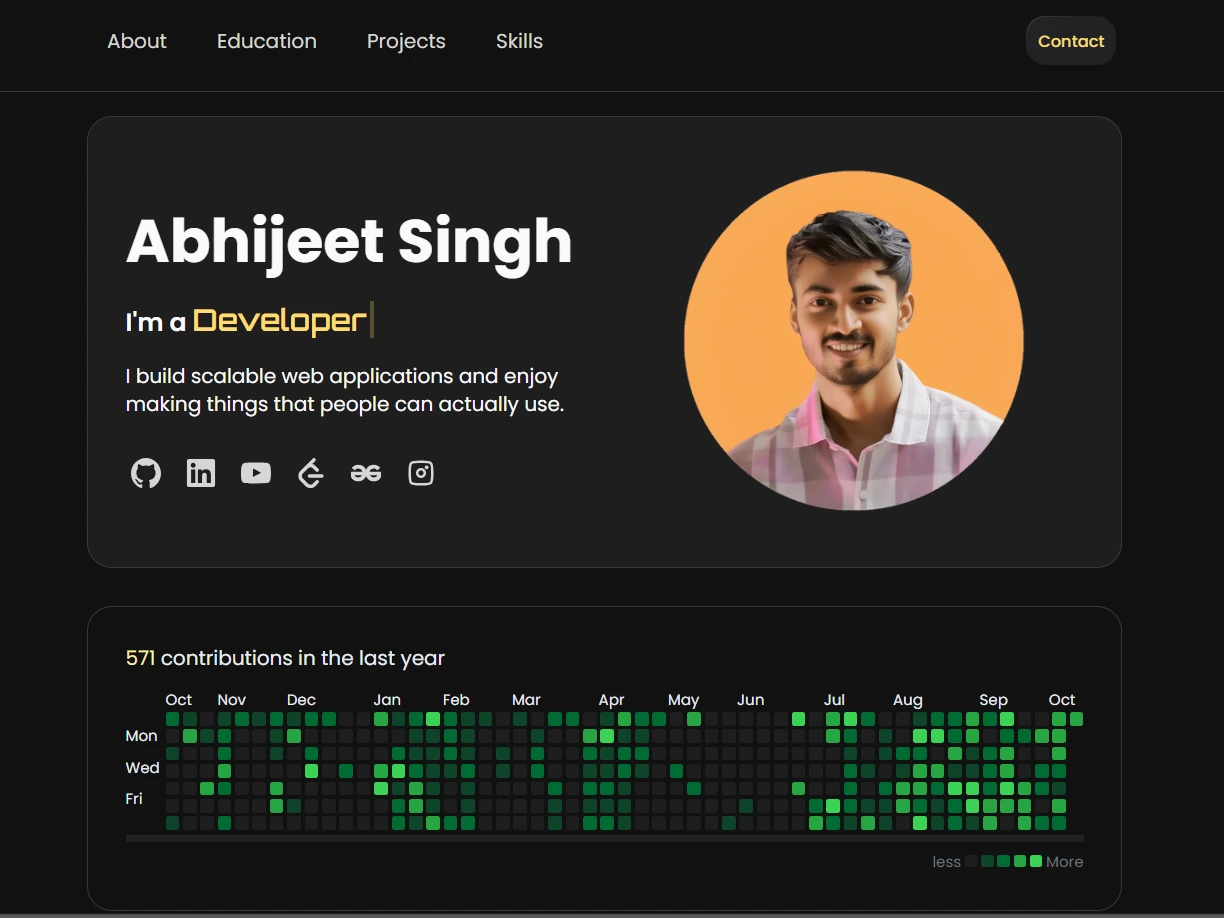 About Education Projects Skills Contact
Abhijeet Singh
I'm a Developer
I build scalable web applications and enjoy
making things that people can actually use.
571 contributions in the last year
Oct Nov Dec Jan Feb Mar Apr May Jun Jul Aug Sep Oct
Mon
Wed
Fri
less More